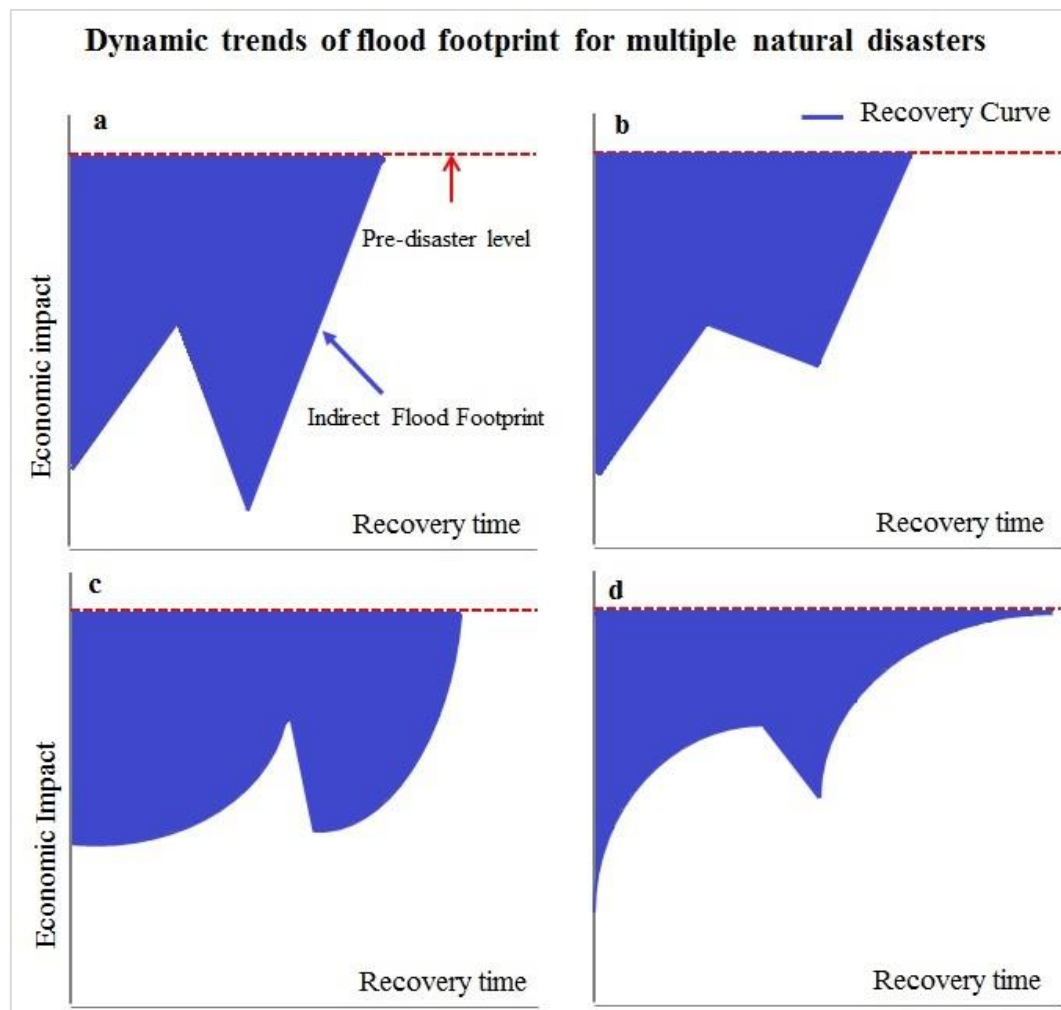 Dynamic trends of flood footprint for multiple natural disasters
a
Pre-disaster level
Indirect Flood Footprint
Economic impact
Recovery time
b
Recovery Curve
Recovery time
c
Economic Impact
Recovery time
d
Recovery time